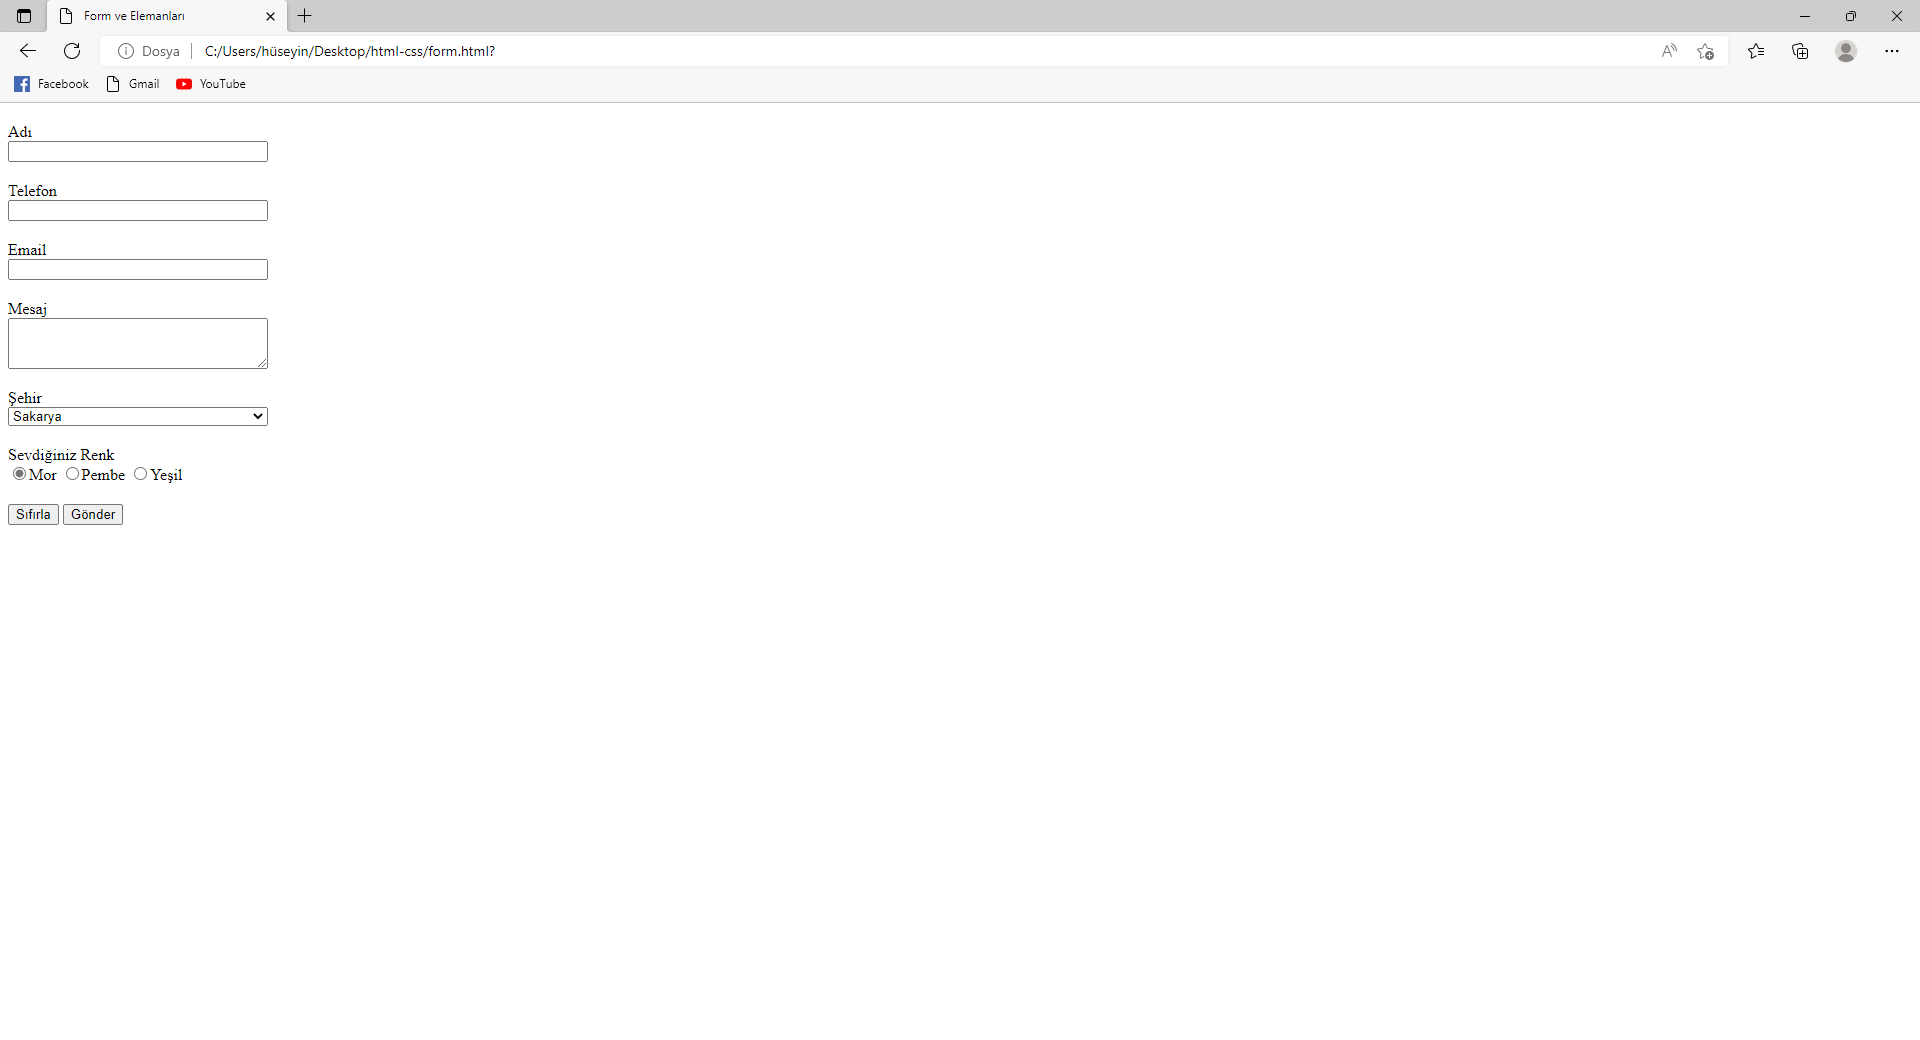 Form ve Elemanları
Dosya C:/Users/hüseyin/Desktop/html-css/form.html?
Facebook Gmail YouTube
Adı
Telefon
Email
Mesaj
Şehir
Sakarya
Sevdiğiniz Renk
Mor Pembe Yeşil
Sıfırla Gönder